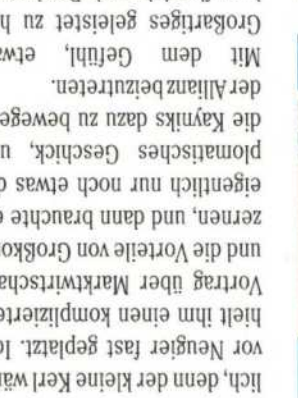 lich, denn der kleine Kerl wär
vor Neugier fast geplatzt. Ic
hielt ihm einen komplizierte
Vortrag über Marktwirtscha
und die Vorteile von Großkon
zernen, und dann brauchte e
eigentlich nur noch etwas d
plomatisches Geschick, u
die Kayniks dazu zu bewege
der Allianz beizutreten.
Mit dem Gefühl, etwa
Großartiges geleistet zu h